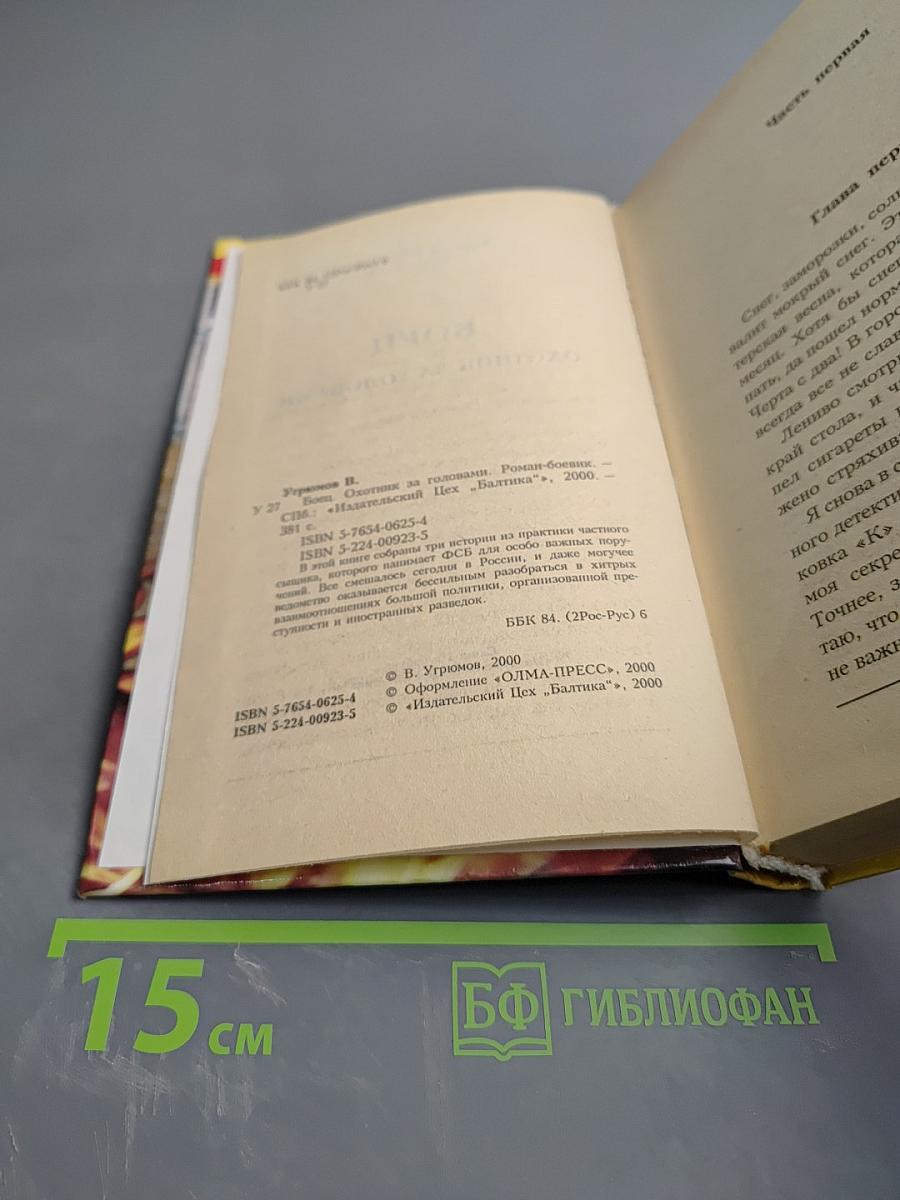 Угрюмов В.
У 27 Боец. Охотник за головами. Роман-боевик. —
СПб.: «Издательский Цех „Балтика“», 2000. —
381 с.
ISBN 5-7654-0625-4
ISBN 5-224-00923-5
В этой книге собраны три истории из практики частного
сыщика, которого нанимает ФСБ для особо важных пору-
чений. Все смешалось сегодня в России, и даже могучее
ведомство оказывается бессильным разобраться в хитрых
взаимоотношениях большой политики, организованной пре-
ступности и иностранных разведок.
ББК 84. (2Рос-Рус) 6
ISBN 5-7654-0625-4
ISBN 5-224-00923-5
© В. Угрюмов, 2000
© Оформление «ОЛМА-ПРЕСС», 2000
© «Издательский Цех „Балтика“», 2000
Часть первая
Глава пер
Снег, заморозки, сол
валит мокрый снег. Э
терская весна, котора
месяц. Хотя бы снег
пать, да пошел норм
Черта с два! В горо
всегда все не слав
Лениво смотр
край стола, и ч
пел сигареты
жено стряхив
Я снова в с
ного детекти
ковка «К»
моя секре
Точнее, з
таю, что
не важн
15 см
БФ ГИБЛИОФАН